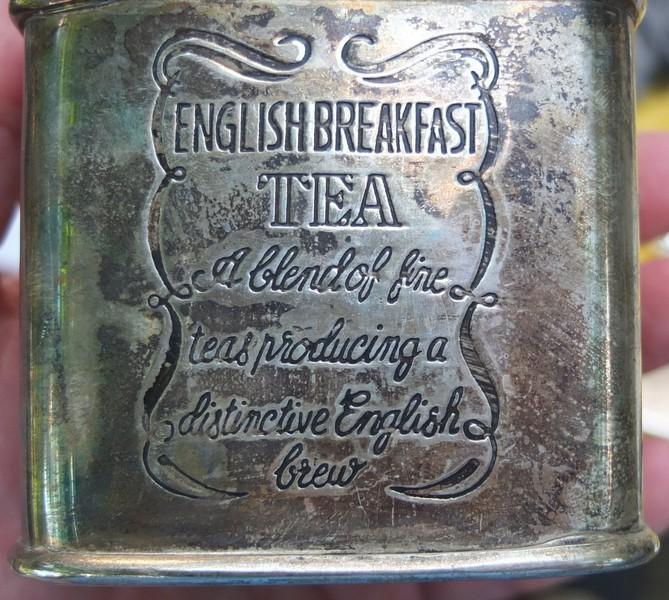 ENGLISH BREAKFAST
TEA
A blend of fine
teas producing a
distinctive English
brew